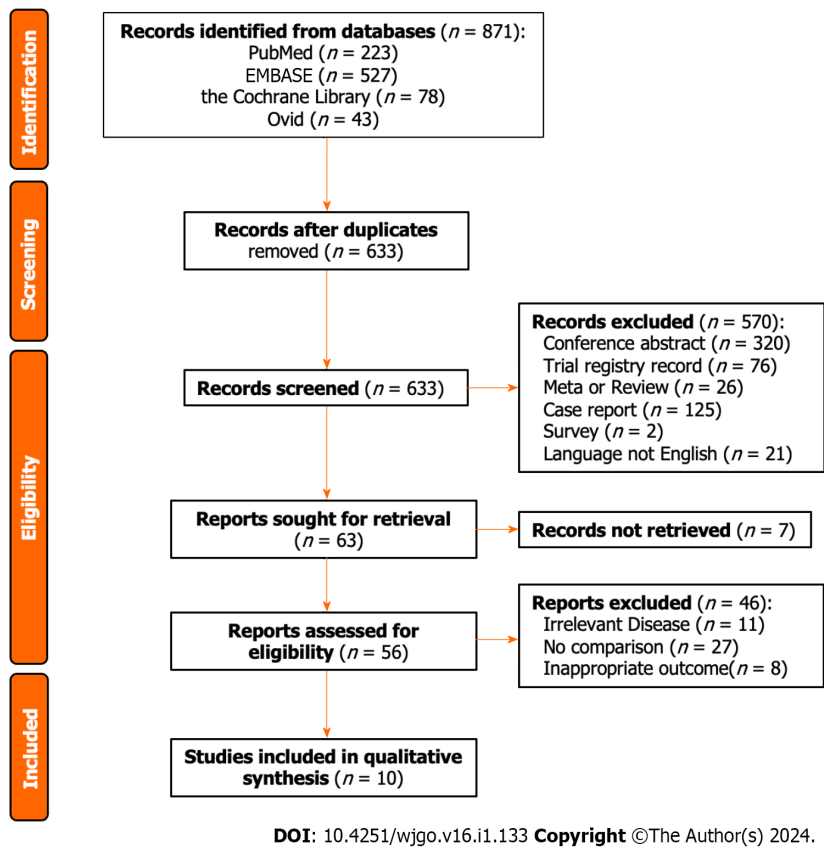 Identification
Records identified from databases (n = 871):
PubMed (n = 223)
EMBASE (n = 527)
the Cochrane Library (n = 78)
Ovid (n = 43)
Screening
Records after duplicates
removed (n = 633)
Eligibility
Records screened (n = 633)
Records excluded (n = 570):
Conference abstract (n = 320)
Trial registry record (n = 76)
Meta or Review (n = 26)
Case report (n = 125)
Survey (n = 2)
Language not English (n = 21)
Reports sought for retrieval
(n = 63)
Records not retrieved (n = 7)
Reports assessed for
eligibility (n = 56)
Reports excluded (n = 46):
Irrelevant Disease (n = 11)
No comparison (n = 27)
Inappropriate outcome(n = 8)
Included
Studies included in qualitative
synthesis (n = 10)
DOI: 10.4251/wjgo.v16.i1.133 Copyright ©The Author(s) 2024.